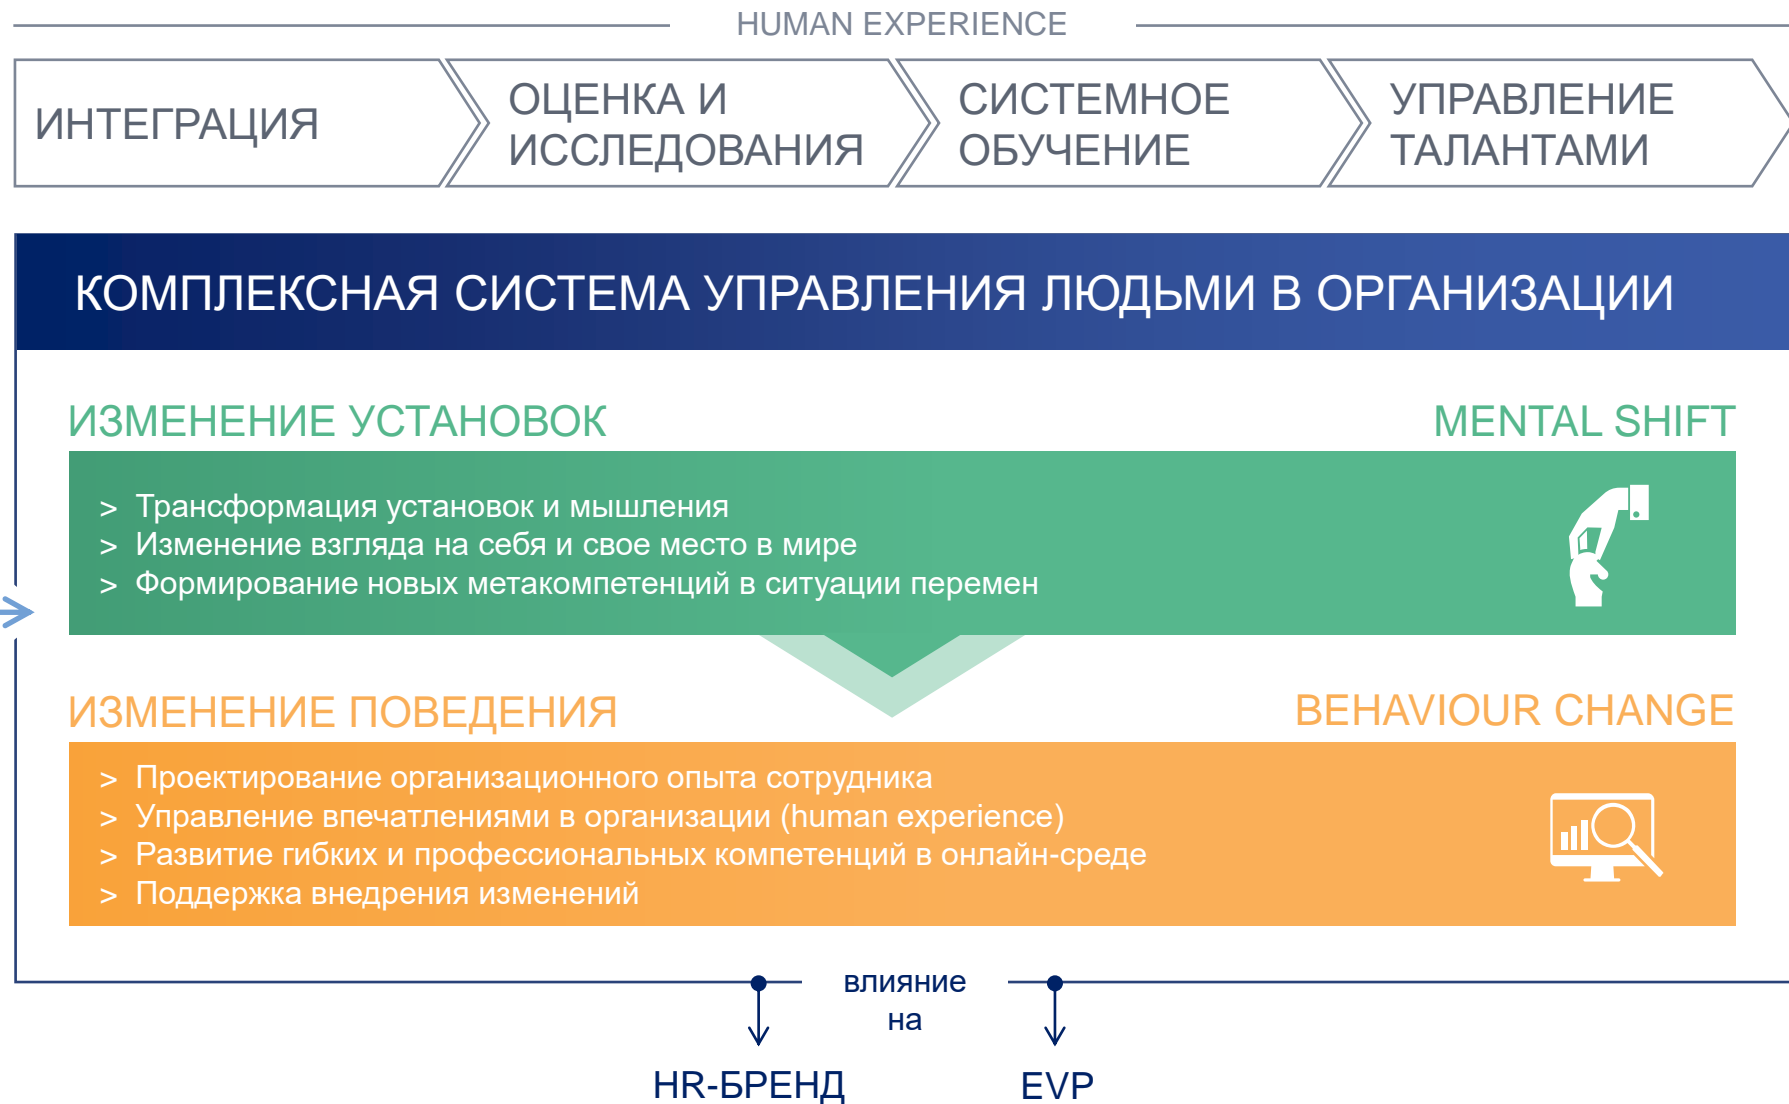 HUMAN EXPERIENCE
ИНТЕГРАЦИЯ
ОЦЕНКА И
ИССЛЕДОВАНИЯ
СИСТЕМНОЕ
ОБУЧЕНИЕ
УПРАВЛЕНИЕ
ТАЛАНТАМИ
КОМПЛЕКСНАЯ СИСТЕМА УПРАВЛЕНИЯ ЛЮДЬМИ В ОРГАНИЗАЦИИ
ИЗМЕНЕНИЕ УСТАНОВОК
MENTAL SHIFT
> Трансформация установок и мышления
> Изменение взгляда на себя и свое место в мире
> Формирование новых метакомпетенций в ситуации перемен
ИЗМЕНЕНИЕ ПОВЕДЕНИЯ
BEHAVIOUR CHANGE
> Проектирование организационного опыта сотрудника
> Управление впечатлениями в организации (human experience)
> Развитие гибких и профессиональных компетенций в онлайн-среде
> Поддержка внедрения изменений
влияние
на
HR-БРЕНД
EVP